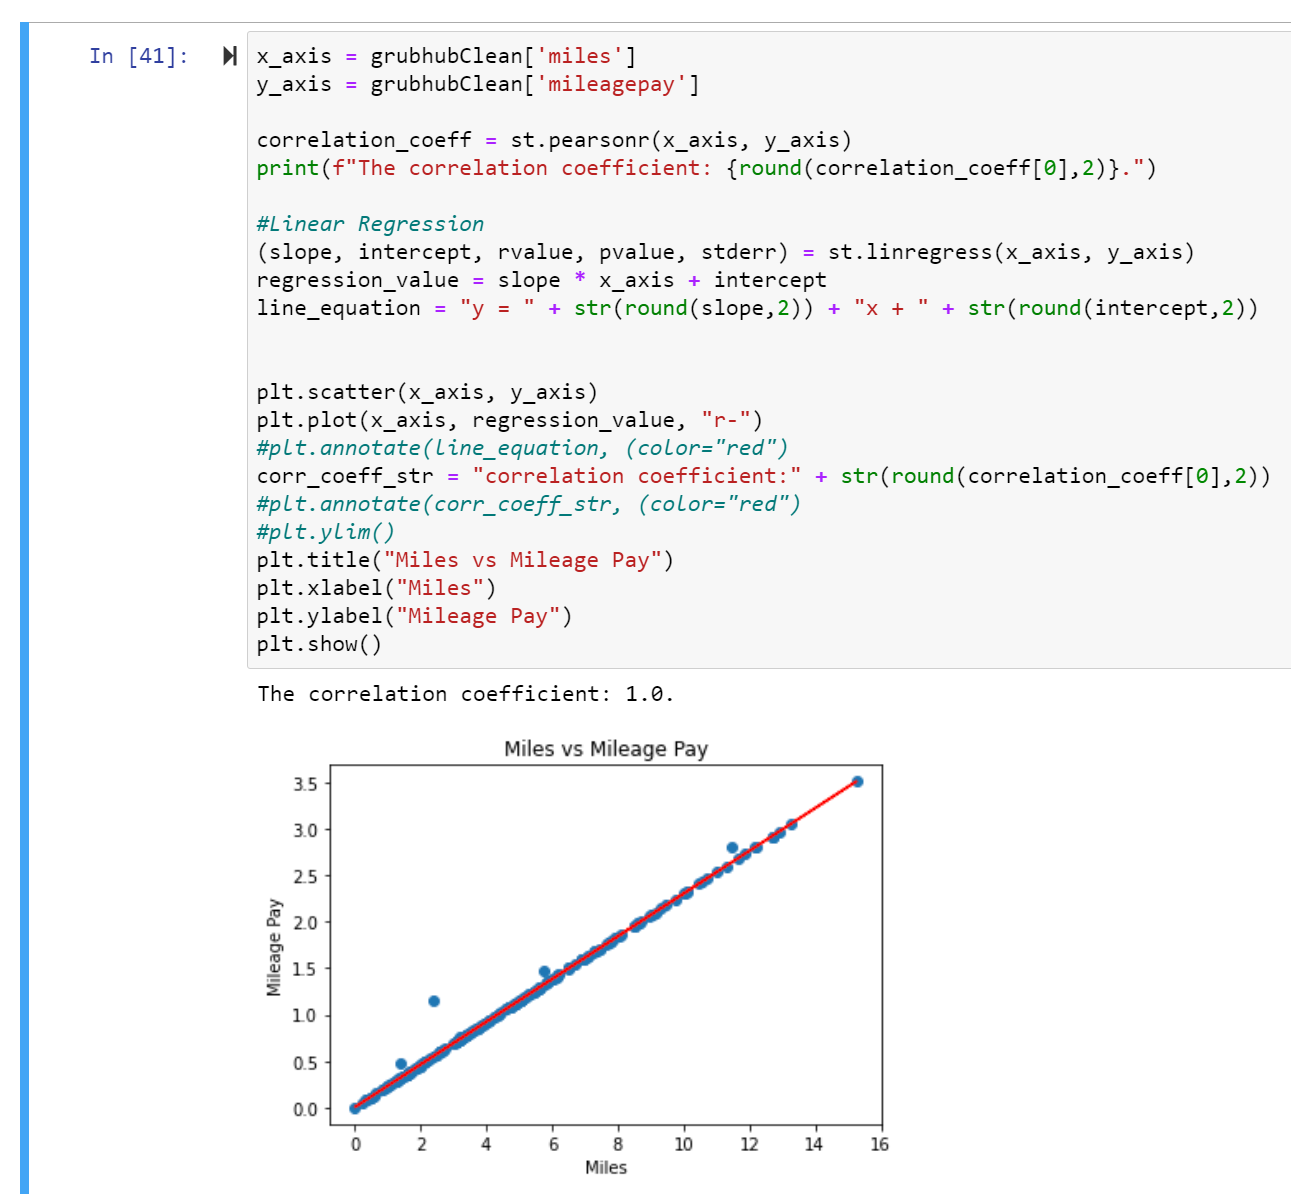 In [41]:
x_axis = grubhubClean['miles']
y_axis = grubhubClean['mileagepay']
correlation_coeff = st.pearsonr(x_axis, y_axis)
print(f"The correlation coefficient: {round(correlation_coeff[0],2)}.")
#Linear Regression
(slope, intercept, rvalue, pvalue, stderr) = st.linregress(x_axis, y_axis)
regression_value = slope * x_axis + intercept
line_equation = "y = " + str(round(slope,2)) + "x + " + str(round(intercept,2))
plt.scatter(x_axis, y_axis)
plt.plot(x_axis, regression_value, "r-")
#plt.annotate(line_equation, (color="red")
corr_coeff_str = "correlation coefficient:" + str(round(correlation_coeff[0],2))
#plt.annotate(corr_coeff_str, (color="red")
#plt.ylim()
plt.title("Miles vs Mileage Pay")
plt.xlabel("Miles")
plt.ylabel("Mileage Pay")
plt.show()
The correlation coefficient: 1.0.
Miles vs Mileage Pay
Mileage Pay
3.5
3.0
2.5
2.0
1.5
1.0
0.5
0.0
0 2 4 6 8 10 12 14 16
Miles